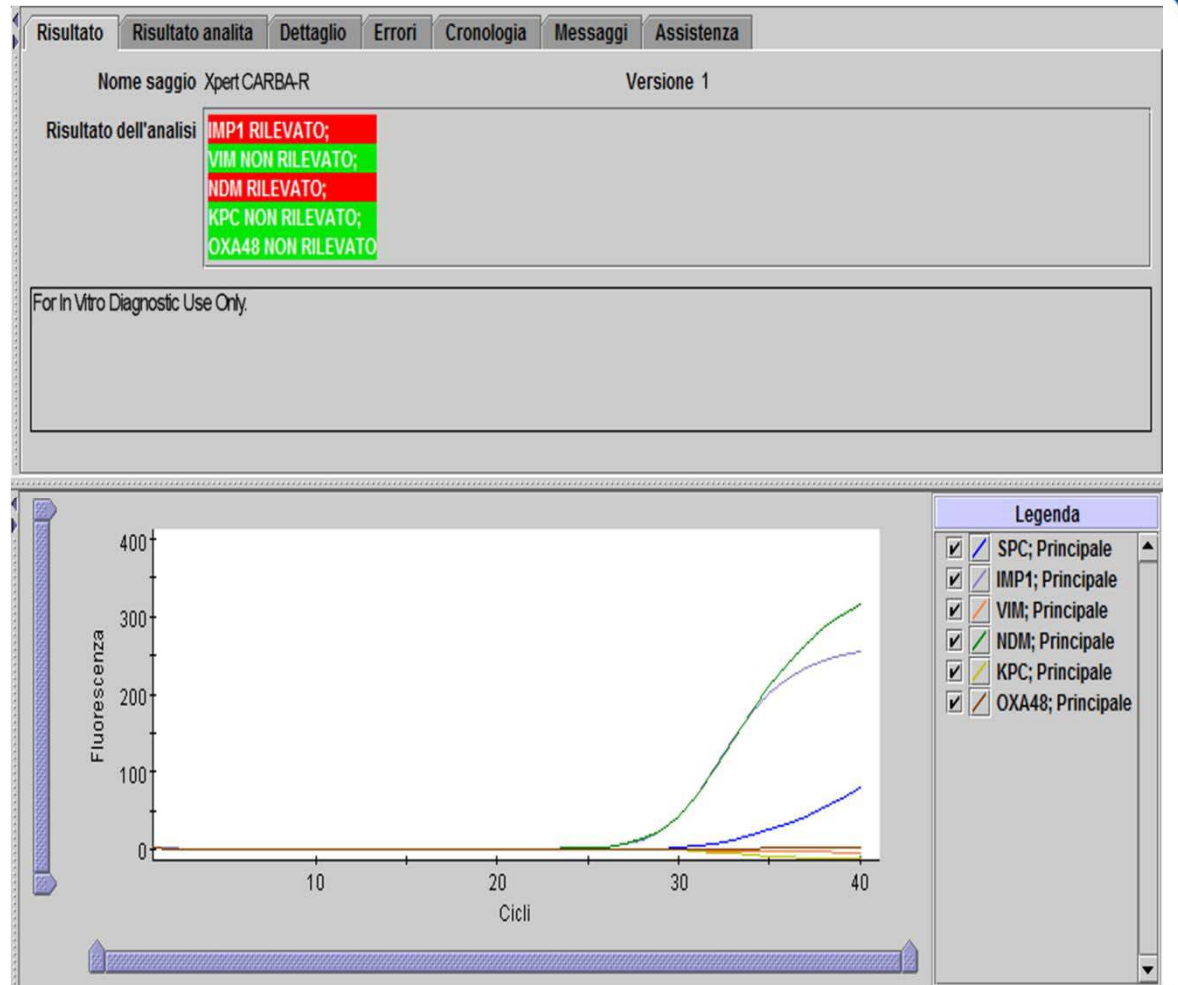 Risultato Risultato analita Dettaglio Errori Cronologia Messaggi Assistenza
Nome saggio Xpert CARBA-R Versione 1
Risultato dell'analisi IMP1 RILEVATO;
VIM NON RILEVATO;
NDM RILEVATO;
KPC NON RILEVATO;
OXA48 NON RILEVATO
For In Vitro Diagnostic Use Only.
Legenda
SPC; Principale
IMP1; Principale
VIM; Principale
NDM; Principale
KPC; Principale
OXA48; Principale
Fluorescenza
400
300
200
100
0
10 20 30 40
Cicli